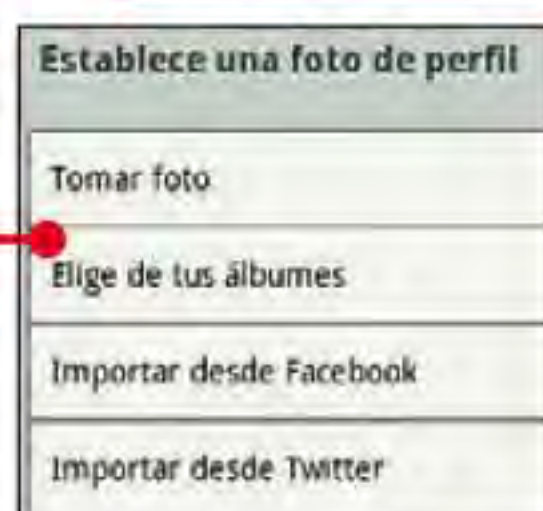 Establece una foto de perfil
Tomar foto
Elige de tus álbumes
Importar desde Facebook
Importar desde Twitter